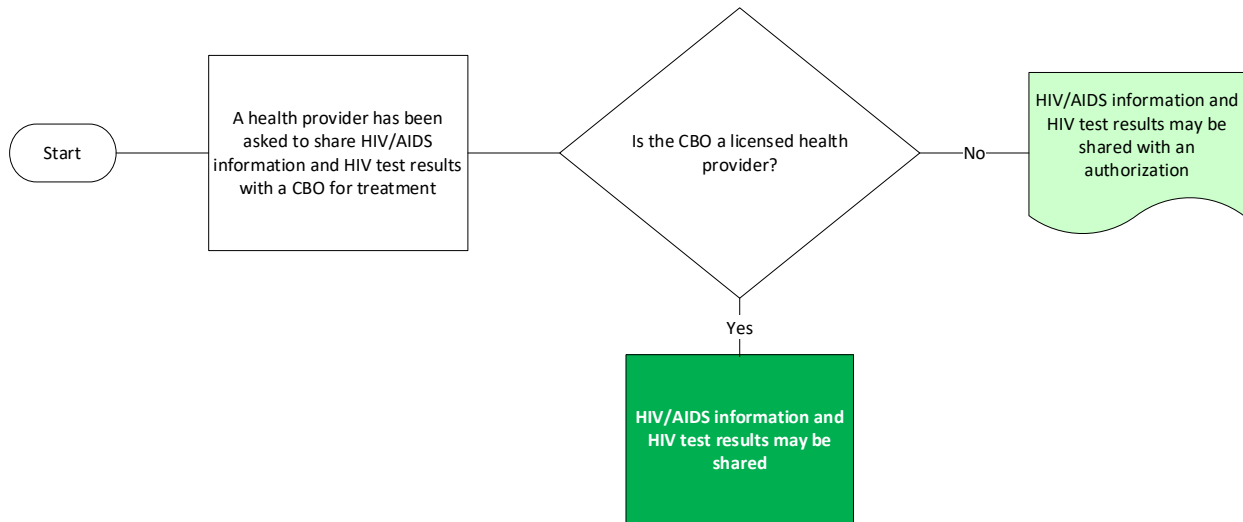 Start
A health provider has been
asked to share HIV/AIDS
information and HIV test results
with a CBO for treatment
Is the CBO a licensed health
provider?
No
HIV/AIDS information and
HIV test results may be
shared with an
authorization
Yes
HIV/AIDS information and
HIV test results may be
shared